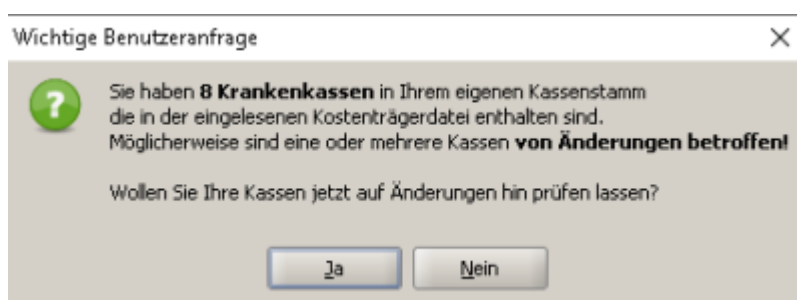 Wichtige Benutzeranfrage
Sie haben 8 Krankenkassen in Ihrem eigenen Kassenstamm
die in der eingelesenen Kostenträgerdatei enthalten sind.
Möglicherweise sind eine oder mehrere Kassen von Änderungen betroffen!
Wollen Sie Ihre Kassen jetzt auf Änderungen hin prüfen lassen?
Ja
Nein